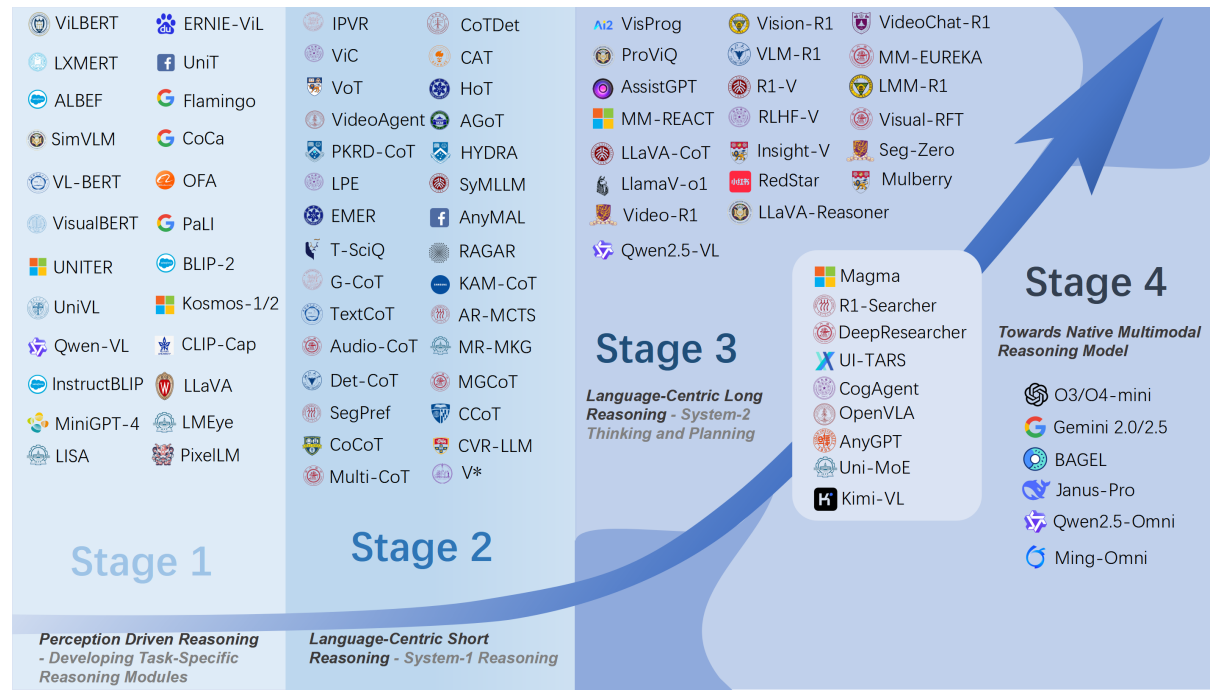 ViLBERT
LXMERT
ALBEF
SimVLM
VL-BERT
VisualBERT
UNITER
UniVL
Qwen-VL
InstructBLIP
MiniGPT-4
LISA
ERNIE-ViL
UniT
Flamingo
CoCa
OFA
PaLI
BLIP-2
Kosmos-1/2
CLIP-Cap
LLaVA
LMEye
PixelLM
Stage 1
Perception Driven Reasoning
- Developing Task-Specific
Reasoning Modules
IPVR
ViC
VoT
VideoAgent
PKRD-CoT
LPE
EMER
T-SciQ
G-CoT
TextCoT
Audio-CoT
Det-CoT
SegPref
CoCoT
Multi-CoT
CoTDet
CAT
HoT
AGoT
HYDRA
SyMLLM
AnyMAL
RAGAR
KAM-CoT
AR-MCTS
MR-MKG
MGCoT
CCoT
CVR-LLM
V*
Stage 2
Language-Centric Short
Reasoning - System-1 Reasoning
Ai2
VisProg
ProViQ
AssistGPT
MM-REACT
LLaVA-CoT
LlamaV-o1
Video-R1
Qwen2.5-VL
Vision-R1
VLM-R1
R1-V
RLHF-V
Insight-V
小红书
RedStar
LLaVA-Reasoner
VideoChat-R1
MM-EUREKA
LMM-R1
Visual-RFT
Seg-Zero
Mulberry
Stage 3
Language-Centric Long
Reasoning - System-2
Thinking and Planning
Magma
R1-Searcher
DeepResearcher
UI-TARS
CogAgent
OpenVLA
AnyGPT
Uni-MoE
Kimi-VL
Stage 4
Towards Native Multimodal
Reasoning Model
O3/O4-mini
Gemini 2.0/2.5
BAGEL
Janus-Pro
Qwen2.5-Omni
Ming-Omni